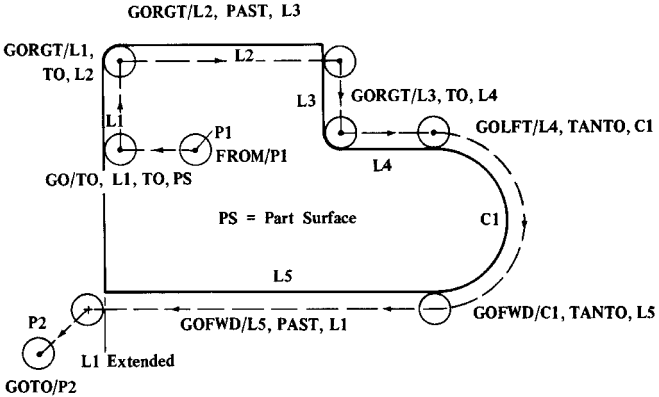 GORGT/L2, PAST, L3
GORGT/L1,
TO, L2
L2
L3
GORGT/L3, TO, L4
L1
P1
GOLFT/L4, TANTO, C1
FROM/P1
L4
GO/TO, L1, TO, PS
PS = Part Surface
C1
L5
GOFWD/C1, TANTO, L5
GOFWD/L5, PAST, L1
P2
L1 Extended
GOTO/P2